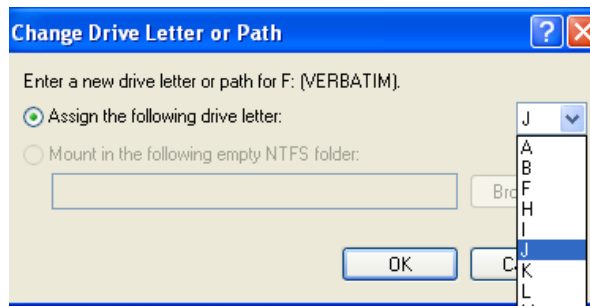 Change Drive Letter or Path
Enter a new drive letter or path for F: (VERBATIM).
Assign the following drive letter:
J
Mount in the following empty NTFS folder:
A
B
F
H
I
J
K
L
OK